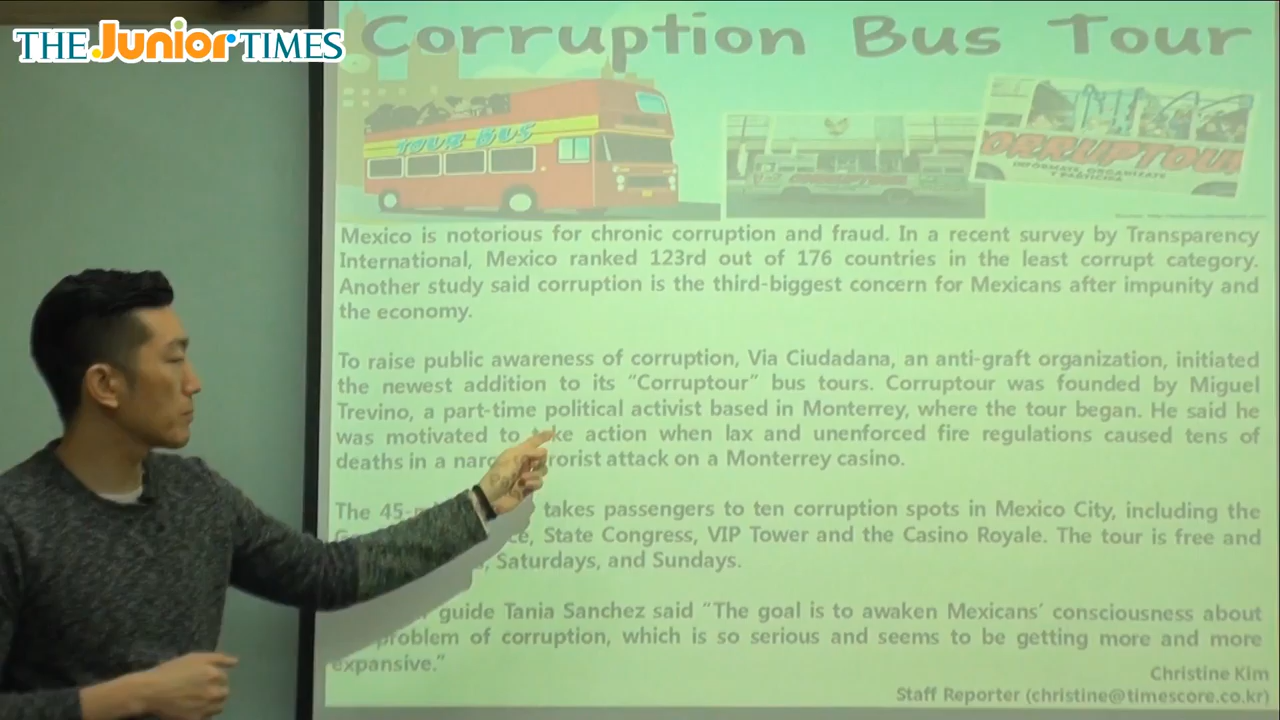 THE Junior TIMES
Corruption Bus Tour
TOUR BUS
ORRUPTOUR
INFÓRMATE, ORGANÍZATE
Y PARTICIPA
Mexico is notorious for chronic corruption and fraud. In a recent survey by Transparency
International, Mexico ranked 123rd out of 176 countries in the least corrupt category.
Another study said corruption is the third-biggest concern for Mexicans after impunity and
the economy.
To raise public awareness of corruption, Via Ciudadana, an anti-graft organization, initiated
the newest addition to its “Corruptour” bus tours. Corruptour was founded by Miguel
Trevino, a part-time political activist based in Monterrey, where the tour began. He said he
was motivated to take action when lax and unenforced fire regulations caused tens of
deaths in a narc rorist attack on a Monterrey casino.
The 45- takes passengers to ten corruption spots in Mexico City, including the
State Congress, VIP Tower and the Casino Royale. The tour is free and
Saturdays, and Sundays.
guide Tania Sanchez said “The goal is to awaken Mexicans’ consciousness about
problem of corruption, which is so serious and seems to be getting more and more
expansive.”
Christine Kim
Staff Reporter (christine@timescore.co.kr)